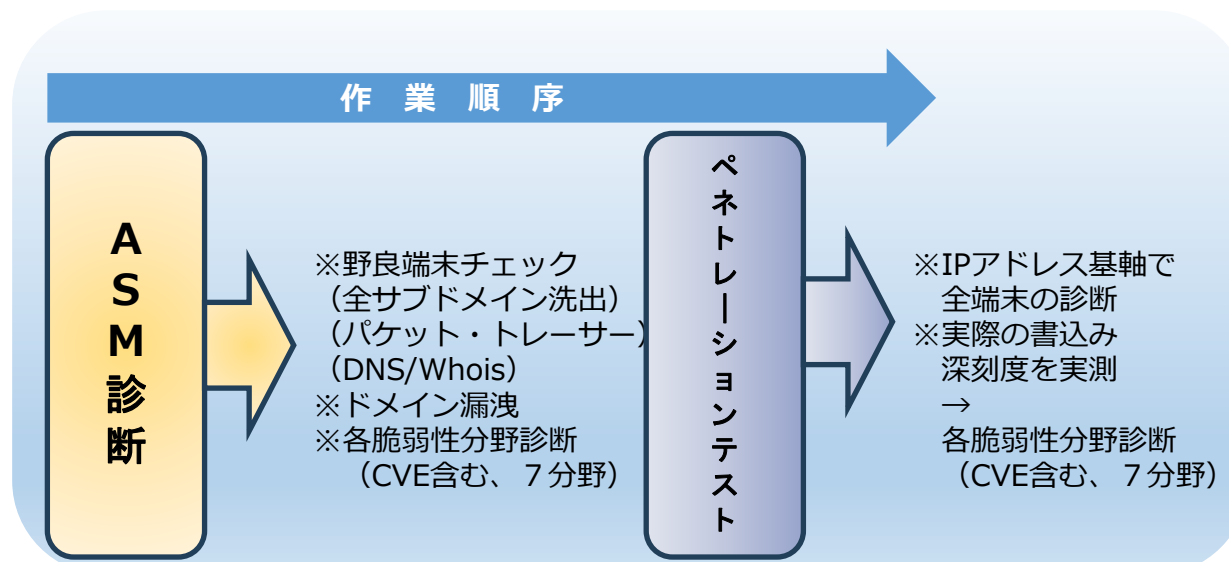 作業順序
ASM診断
※野良端末チェック
（全サブドメイン洗出）
（パケット・トレーサー）
（DNS/Whois）
※ドメイン漏洩
※各脆弱性分野診断
（CVE含む、７分野）
ペネトレーションテスト
※IPアドレス基軸で
全端末の診断
※実際の書込み
深刻度を実測
→
各脆弱性分野診断
（CVE含む、７分野）